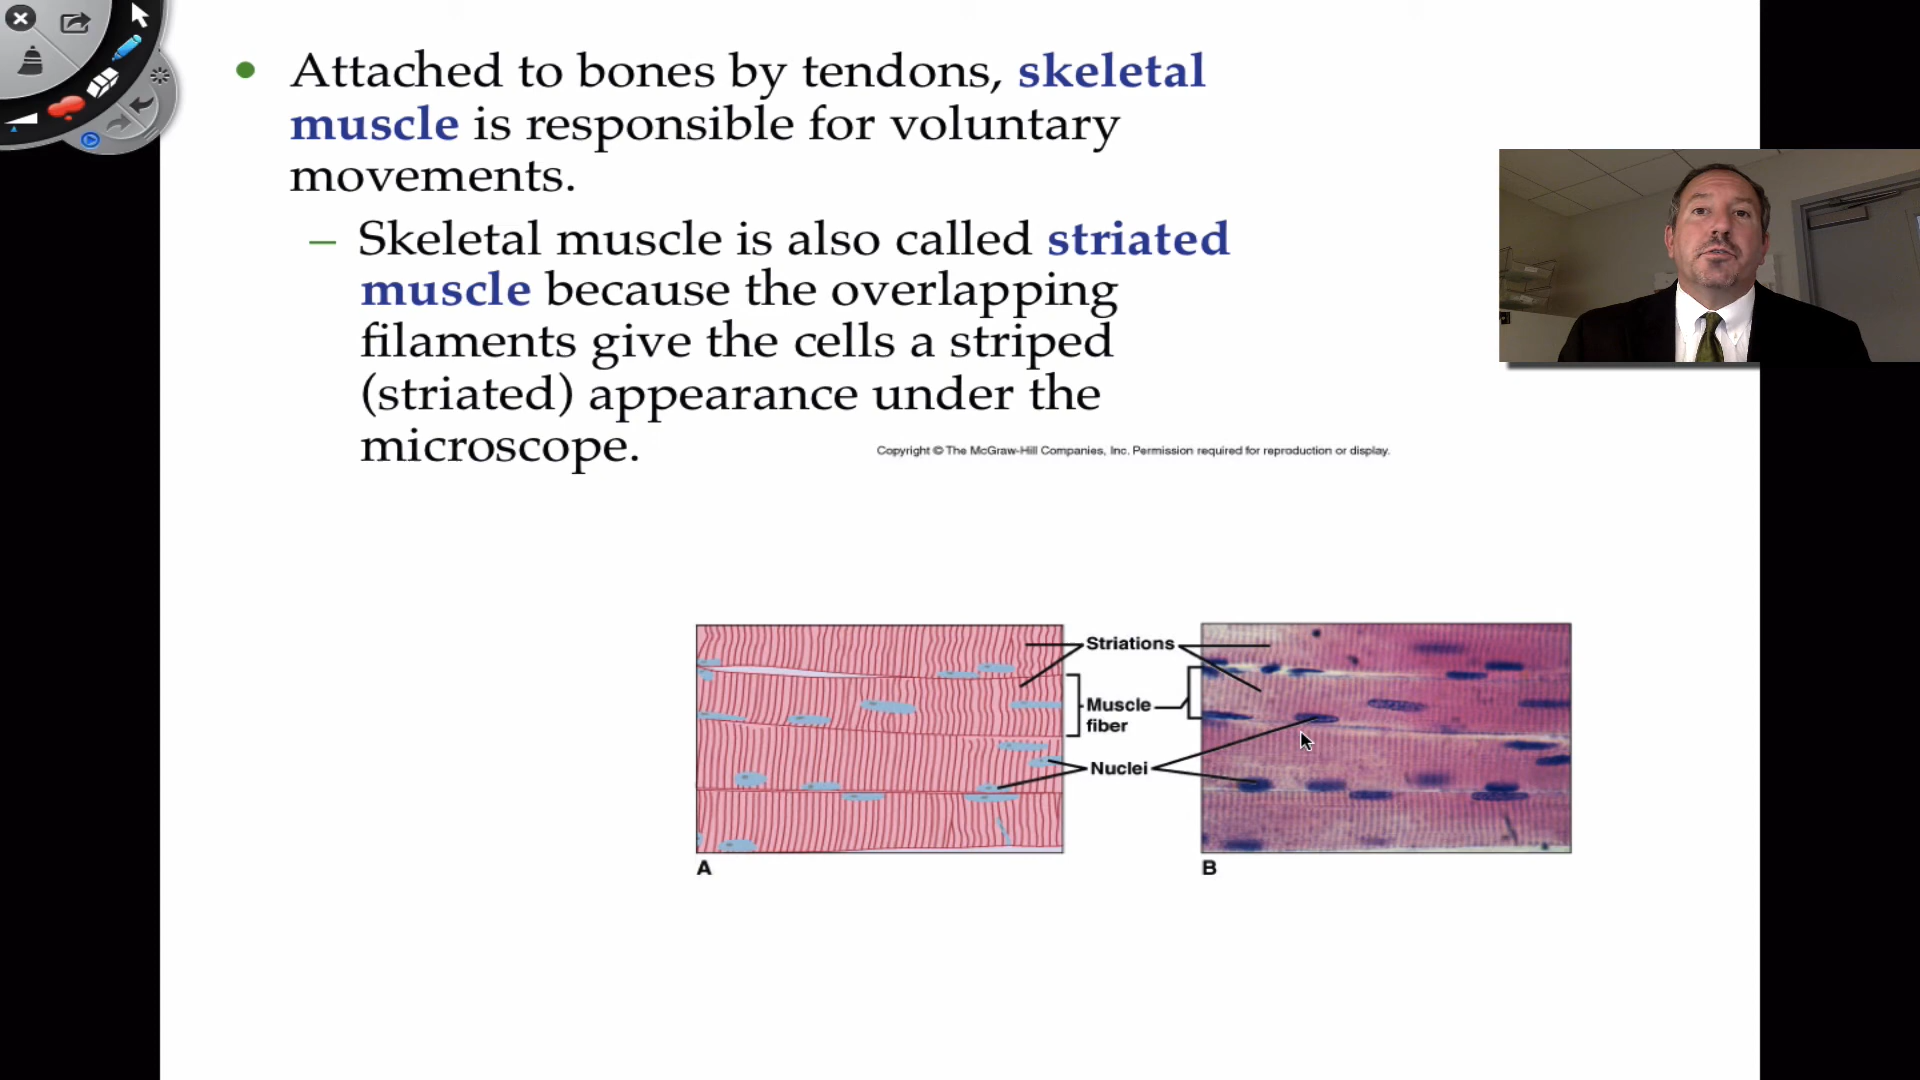 • Attached to bones by tendons, skeletal
muscle is responsible for voluntary
movements.
– Skeletal muscle is also called striated
muscle because the overlapping
filaments give the cells a striped
(striated) appearance under the
microscope.
Copyright © The McGraw-Hill Companies, Inc. Permission required for reproduction or display.
Striations
Muscle
fiber
Nuclei
A
B